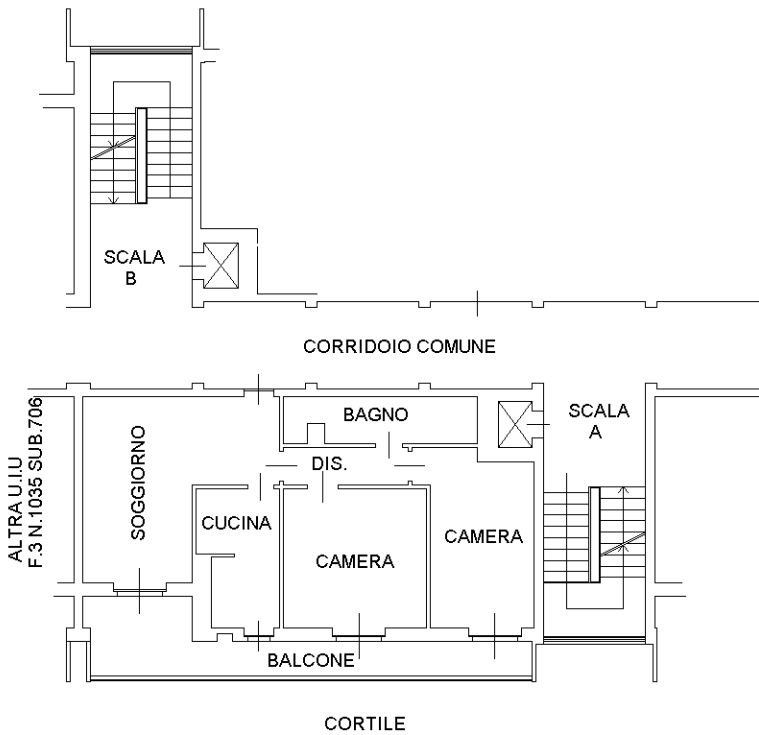 SCALA
B
CORRIDOIO COMUNE
SCALA
A
BAGNO
DIS.
SOGGIORNO
ALTRA U.I.U
F.3 N.1035 SUB.706
CUCINA
CAMERA
CAMERA
BALCONE
CORTILE